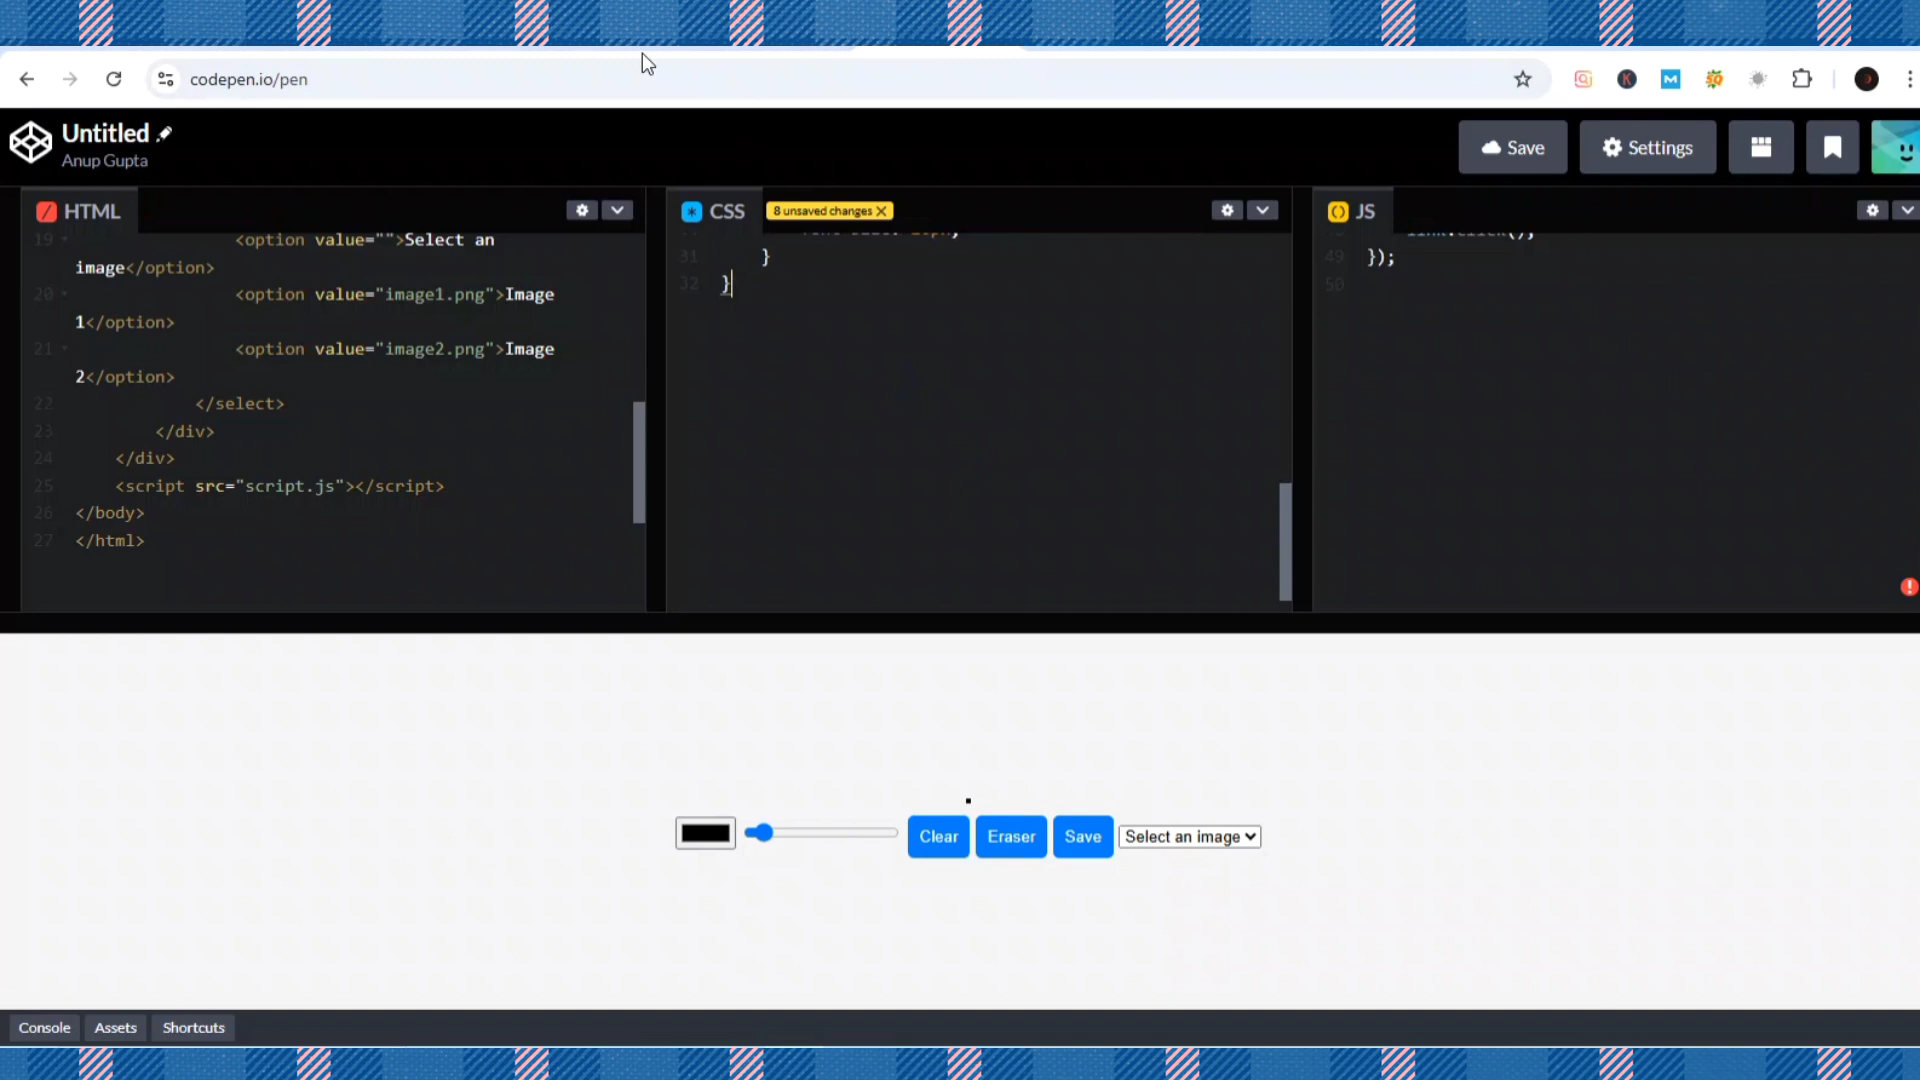 codepen.io/pen
Untitled
Anup Gupta
Save
Settings
HTML
19 <option value="">Select an
image</option>
20 <option value="image1.png">Image
1</option>
21 <option value="image2.png">Image
2</option>
22 </select>
23 </div>
24 </div>
25 <script src="script.js"></script>
26 </body>
27 </html>
CSS
8 unsaved changes X
31 }
32 }
JS
49 });
50
Clear
Eraser
Save
Select an image
Console
Assets
Shortcuts